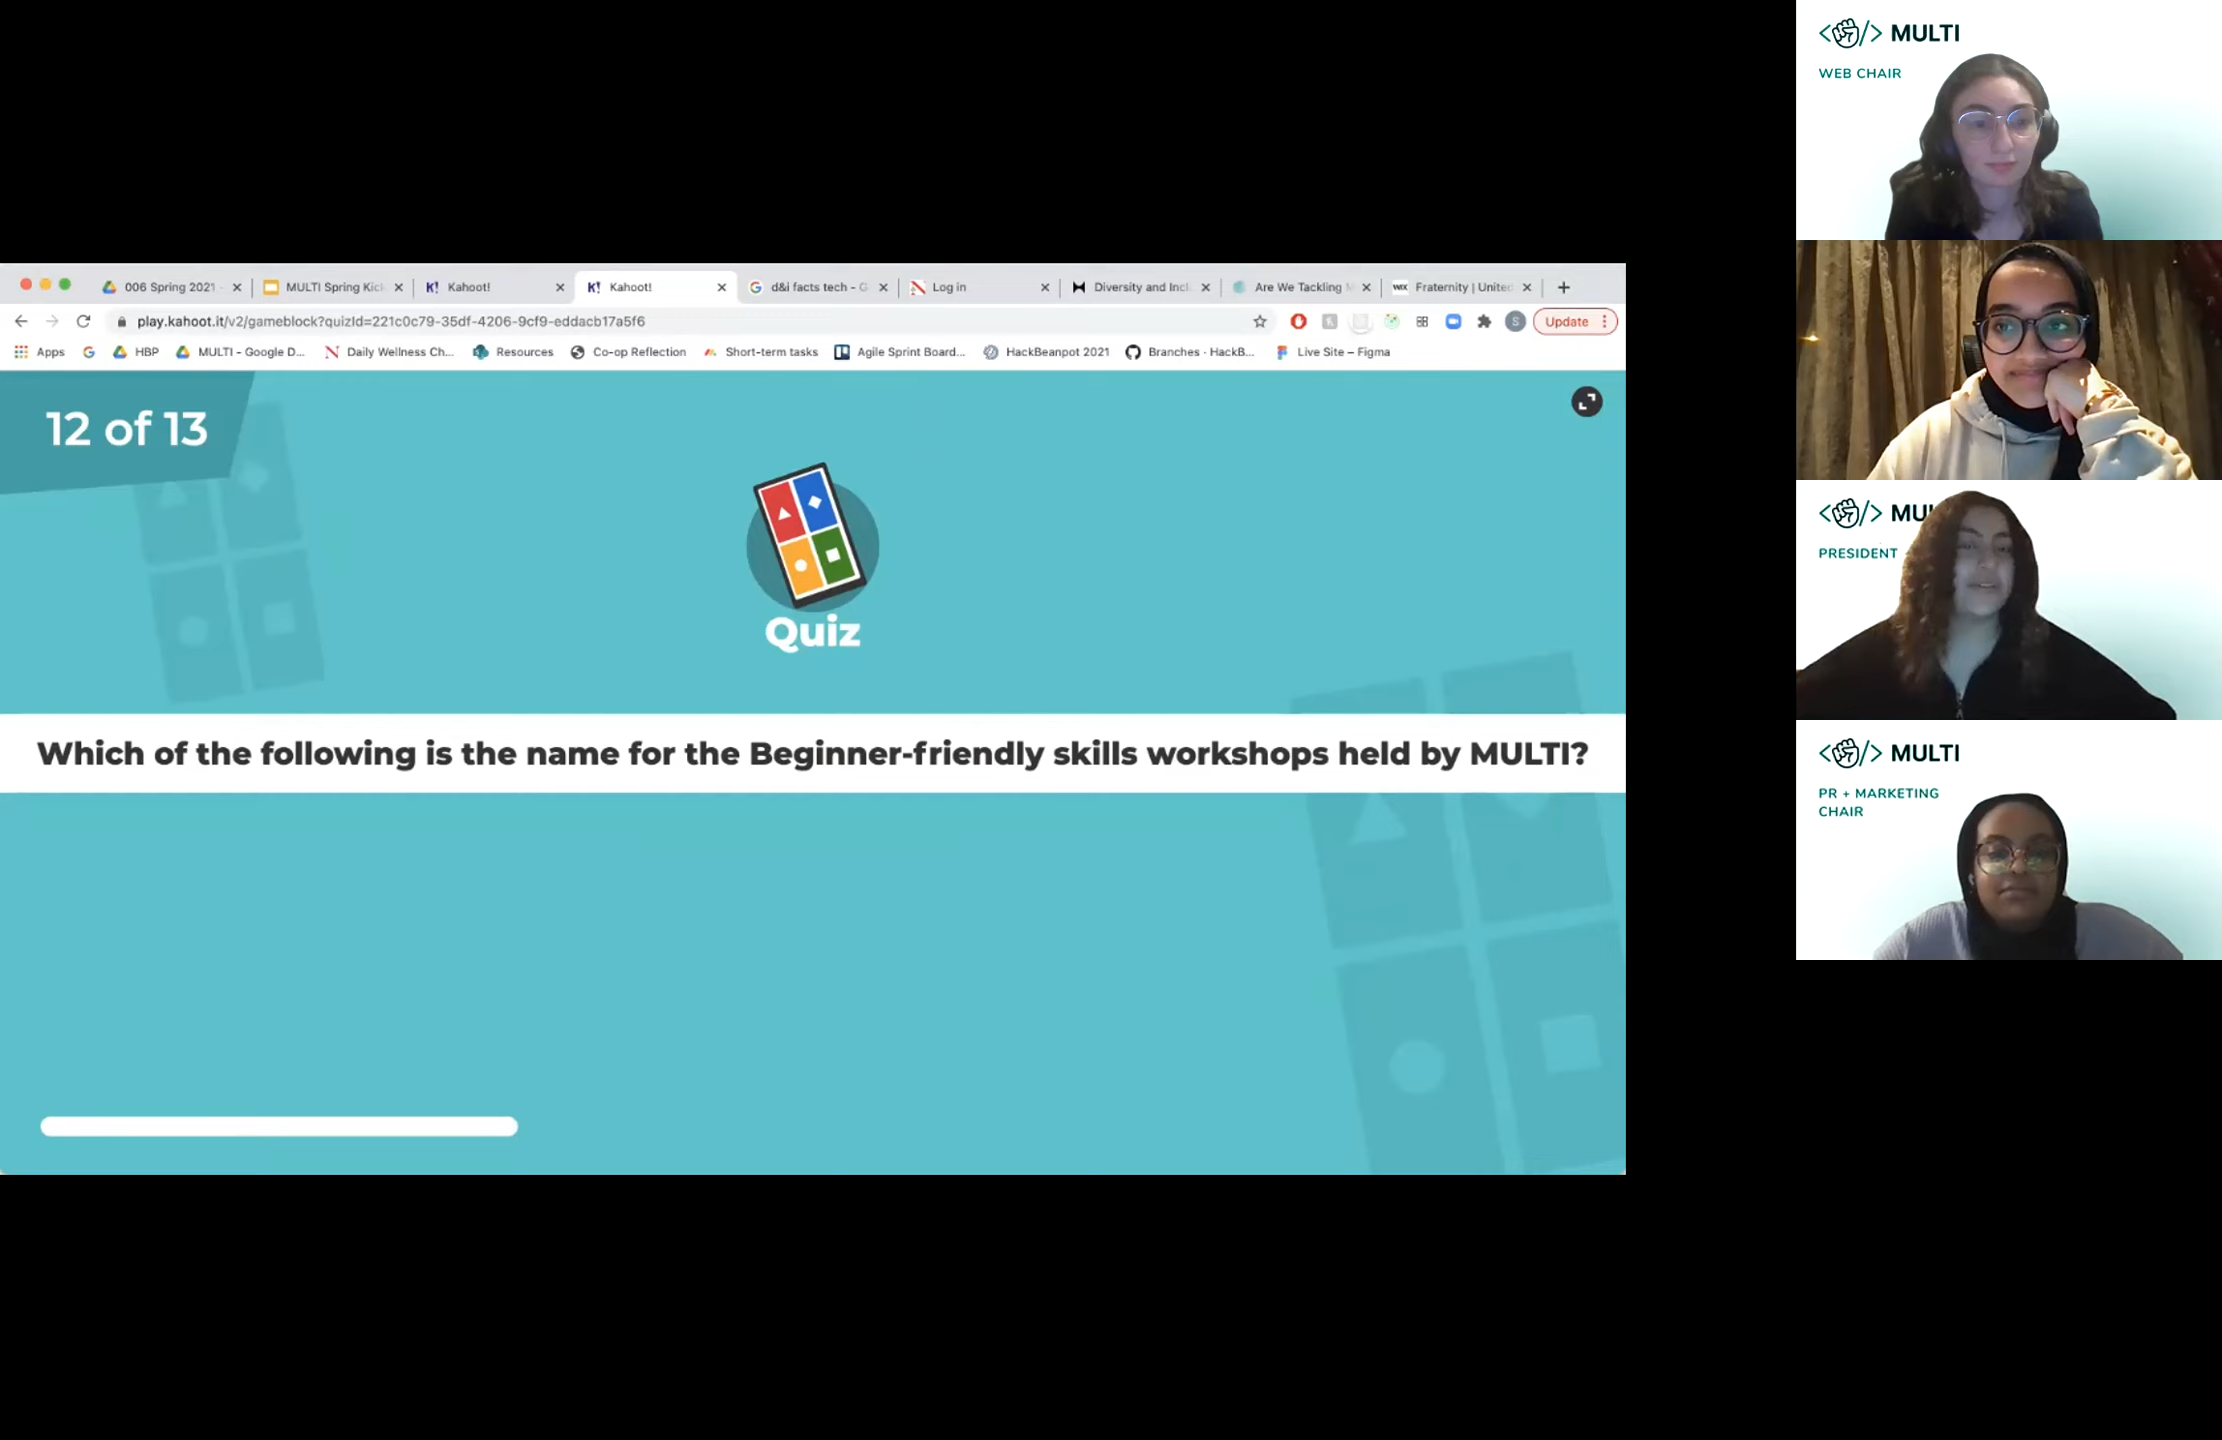 006 Spring 2021
MULTI Spring Kick
Kahoot!
Kahoot!
d&i facts tech - G
Log in
Diversity and Incl
Are We Tackling
Fraternity | United
play.kahoot.it/v2/gameblock?quizId=221c0c79-35df-4206-9cf9-eddacb17a5f6
S
Update
Apps
HBP
MULTI - Google D...
Daily Wellness Ch...
Resources
Co-op Reflection
Short-term tasks
Agile Sprint Board...
HackBeanpot 2021
Branches · HackB...
Live Site – Figma
12 of 13
Quiz
Which of the following is the name for the Beginner-friendly skills workshops held by MULTI?
MULTI
WEB CHAIR
MUL
PRESIDENT
MULTI
PR + MARKETING
CHAIR